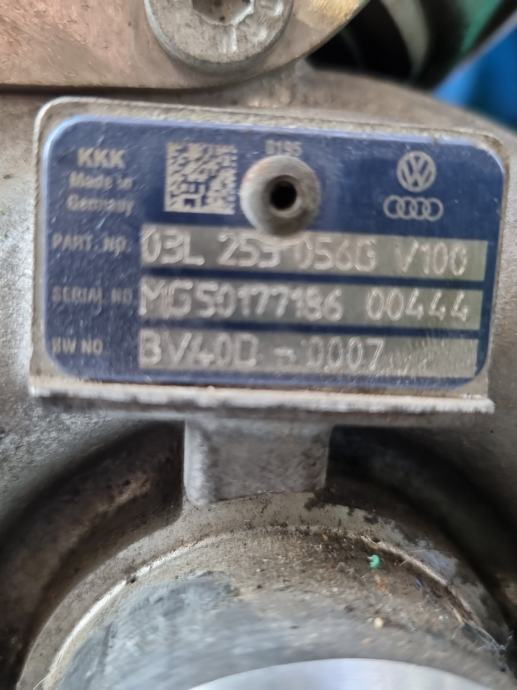 0195
KKK
Made in
Germany
PART. NO. 03L 253 056G V100
SERIAL NO. MG50177186 00444
BW NO BV40D-0007